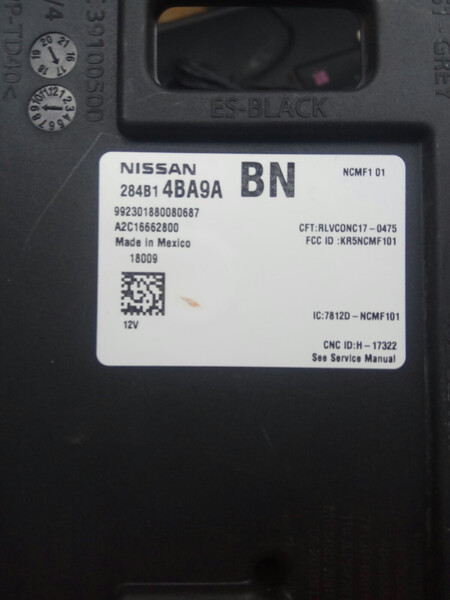 ES-BLACK
NISSAN
284B1 4BA9A BN
NCMF1 01
992301880080687
A2C16662800
Made in Mexico
18009
12V
CFT:RLVCONC17-0475
FCC ID :KR5NCMF101
IC:7812D-NCMF101
CNC ID:H-17322
See Service Manual